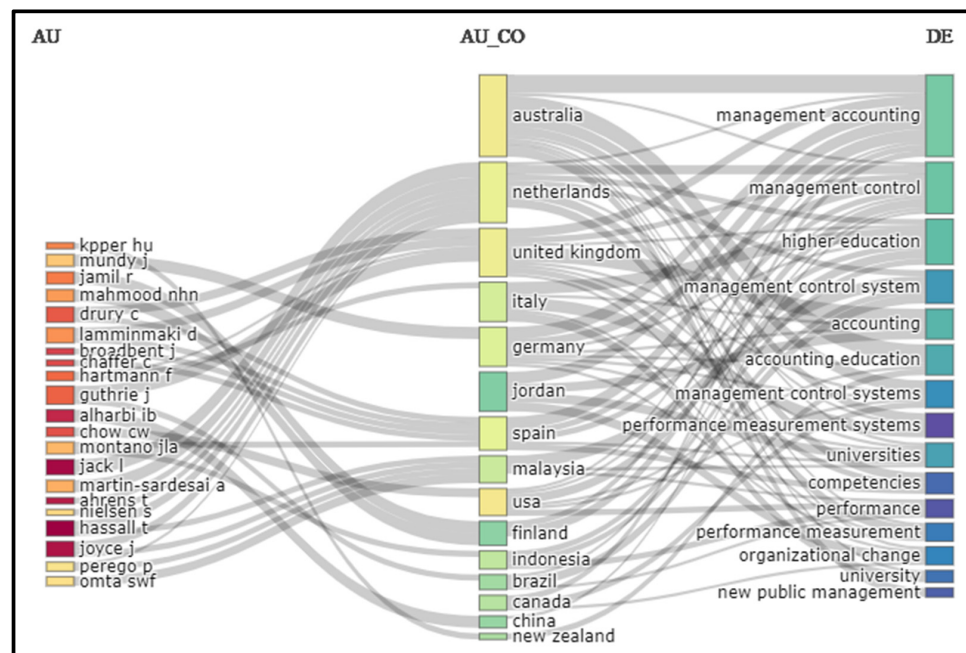 AU
AU_CO
DE
kpper hu
mundy j
jamil r
mahmood nhn
drury c
lamminmaki d
broadbent j
chaffer c
hartmann f
guthrie j
alharbi ib
chow cw
montano jla
jack l
martin-sardesai a
ahrens t
nielsen s
hassall t
joyce j
perego p
omta swf
australia
netherlands
united kingdom
italy
germany
jordan
spain
malaysia
usa
finland
indonesia
brazil
canada
china
new zealand
management accounting
management control
higher education
management control system
accounting
accounting education
management control systems
performance measurement systems
universities
competencies
performance
performance measurement
organizational change
university
new public management